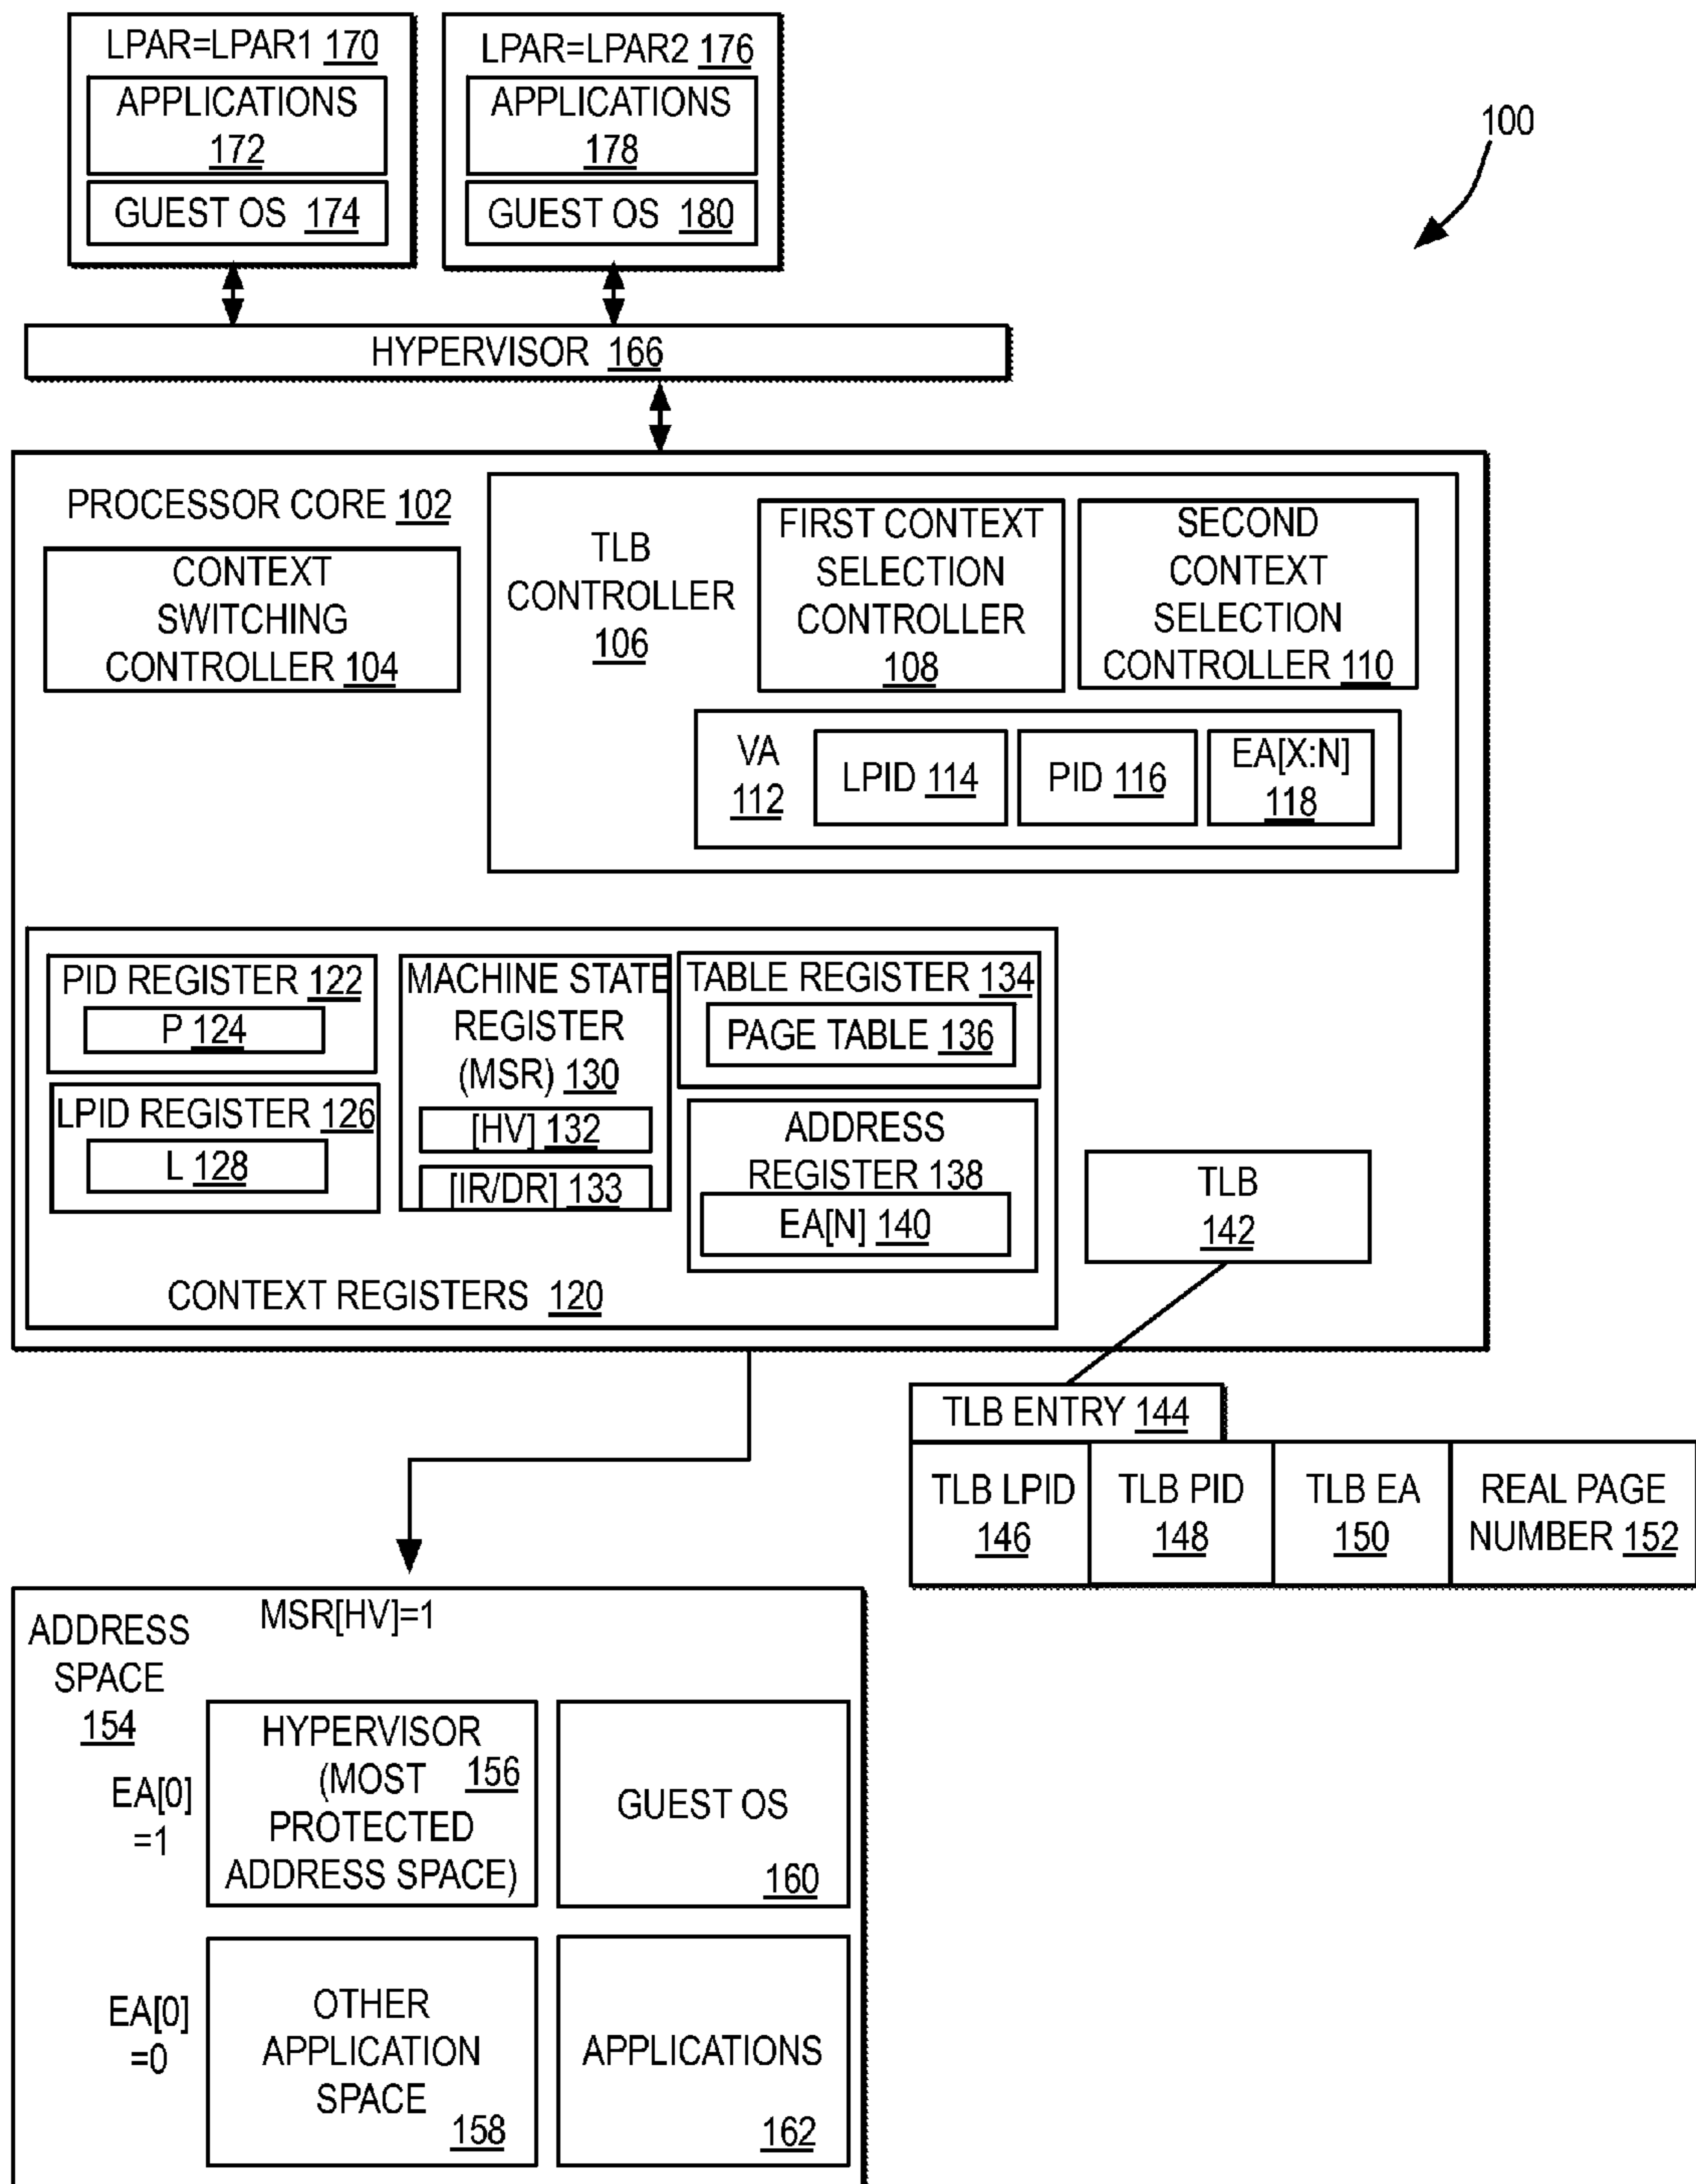 LPAR=LPAR1 170
APPLICATIONS
172
GUEST OS 174
LPAR=LPAR2 176
APPLICATIONS
178
GUEST OS 180
100
HYPERVISOR 166
PROCESSOR CORE 102
CONTEXT
SWITCHING
CONTROLLER 104
TLB
CONTROLLER
106
FIRST CONTEXT
SELECTION
CONTROLLER
108
SECOND
CONTEXT
SELECTION
CONTROLLER 110
VA
112
LPID 114
PID 116
EA[X:N]
118
PID REGISTER 122
P 124
LPID REGISTER 126
L 128
MACHINE STATE
REGISTER
(MSR) 130
[HV] 132
[IR/DR] 133
TABLE REGISTER 134
PAGE TABLE 136
ADDRESS
REGISTER 138
EA[N] 140
CONTEXT REGISTERS 120
TLB
142
TLB ENTRY 144
TLB LPID
146
TLB PID
148
TLB EA
150
REAL PAGE
NUMBER 152
ADDRESS
SPACE
154
MSR[HV]=1
EA[0]
=1
HYPERVISOR
(MOST 156
PROTECTED
ADDRESS SPACE)
GUEST OS
160
EA[0]
=0
OTHER
APPLICATION
SPACE
158
APPLICATIONS
162